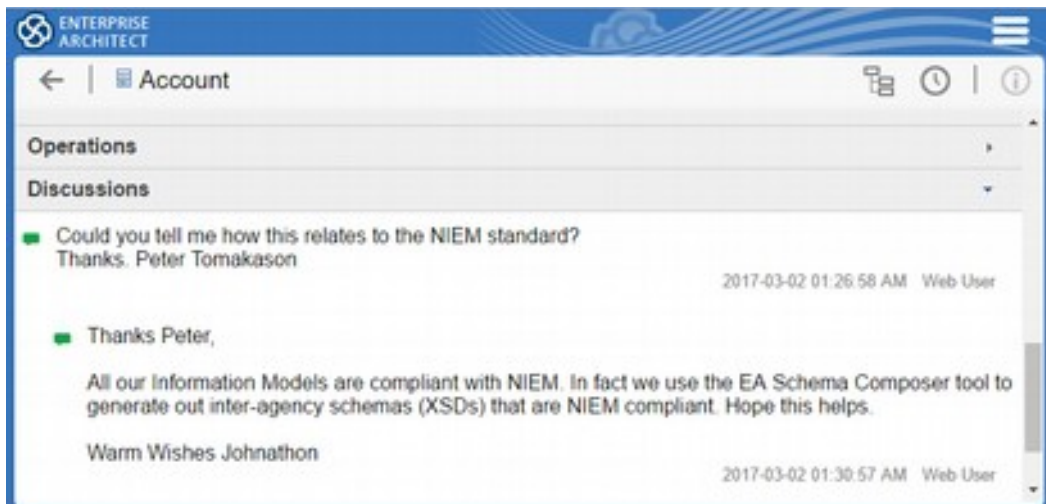 ENTERPRISE
ARCHITECT
Account
Operations
Discussions
Could you tell me how this relates to the NIEM standard?
Thanks. Peter Tomakason
2017-03-02 01:26:58 AM Web User
Thanks Peter,
All our Information Models are compliant with NIEM. In fact we use the EA Schema Composer tool to
generate out inter-agency schemas (XSDs) that are NIEM compliant. Hope this helps.
Warm Wishes Johnathon
2017-03-02 01:30:57 AM Web User